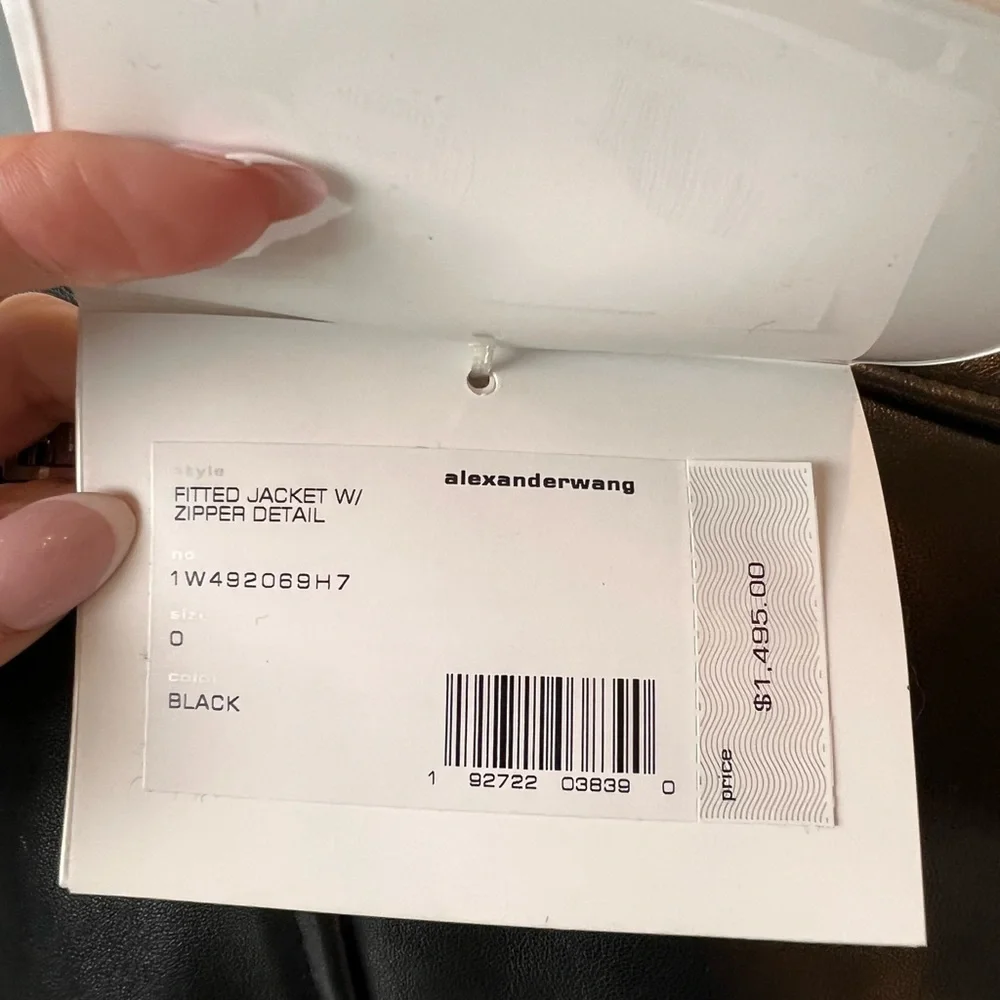 style
FITTED JACKET W/
ZIPPER DETAIL
no.
1W492069H7
size
0
color
BLACK
alexanderwang
1 92722 03839 0
price $1,495.00